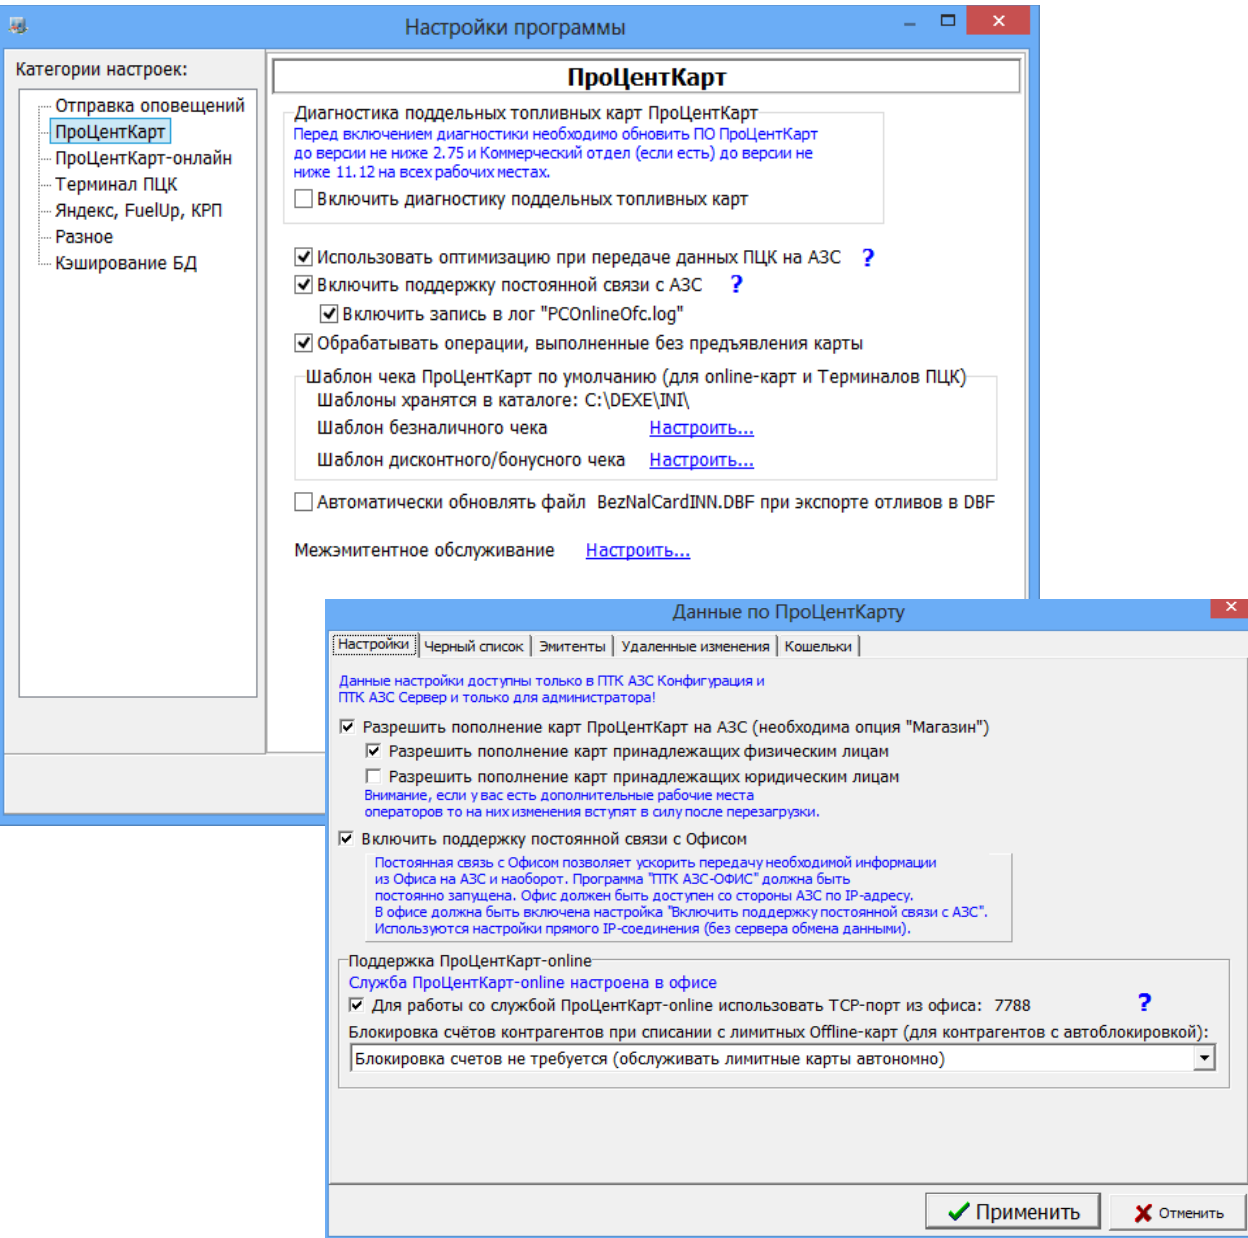 Настройки программы
Категории настроек:
Отправка оповещений
ПроЦентКарт
ПроЦентКарт-онлайн
Терминал ПЦК
Яндекс, FuelUp, КРП
Разное
Кэширование БД
ПроЦентКарт
Диагностика поддельных топливных карт ПроЦентКарт
Перед включением диагностики необходимо обновить ПО ПроЦентКарт
до версии не ниже 2.75 и Коммерческий отдел (если есть) до версии не
ниже 11.12 на всех рабочих местах.
Включить диагностику поддельных топливных карт
Использовать оптимизацию при передаче данных ПЦК на АЗС ?
Включить поддержку постоянной связи с АЗС ?
Включить запись в лог "PCOnlineOfc.log"
Обрабатывать операции, выполненные без предъявления карты
Шаблон чека ПроЦентКарт по умолчанию (для online-карт и Терминалов ПЦК)
Шаблоны хранятся в каталоге: C:\DEXE\INI\
Шаблон безналичного чека Настроить...
Шаблон дисконтного/бонусного чека Настроить...
Автоматически обновлять файл BezNalCardINN.DBF при экспорте отливов в DBF
Межэмитентное обслуживание Настроить...
Данные по ПроЦентКарту
Настройки Черный список Эмитенты Удаленные изменения Кошельки
Данные настройки доступны только в ПТК АЗС Конфигурация и
ПТК АЗС Сервер и только для администратора!
Разрешить пополнение карт ПроЦентКарт на АЗС (необходима опция "Магазин")
Разрешить пополнение карт принадлежащих физическим лицам
Разрешить пополнение карт принадлежащих юридическим лицам
Внимание, если у вас есть дополнительные рабочие места
операторов то на них изменения вступят в силу после перезагрузки.
Включить поддержку постоянной связи с Офисом
Постоянная связь с Офисом позволяет ускорить передачу необходимой информации
из Офиса на АЗС и наоборот. Программа "ПТК АЗС-ОФИС" должна быть
постоянно запущена. Офис должен быть доступен со стороны АЗС по IP-адресу.
В офисе должна быть включена настройка "Включить поддержку постоянной связи с АЗС".
Используются настройки прямого IP-соединения (без сервера обмена данными).
Поддержка ПроЦентКарт-online
Служба ПроЦентКарт-online настроена в офисе
Для работы со службой ПроЦентКарт-online использовать TCP-порт из офиса: 7788 ?
Блокировка счётов контрагентов при списании с лимитных Offline-карт (для контрагентов с автоблокировкой):
Блокировка счетов не требуется (обслуживать лимитные карты автономно)
Применить Отменить